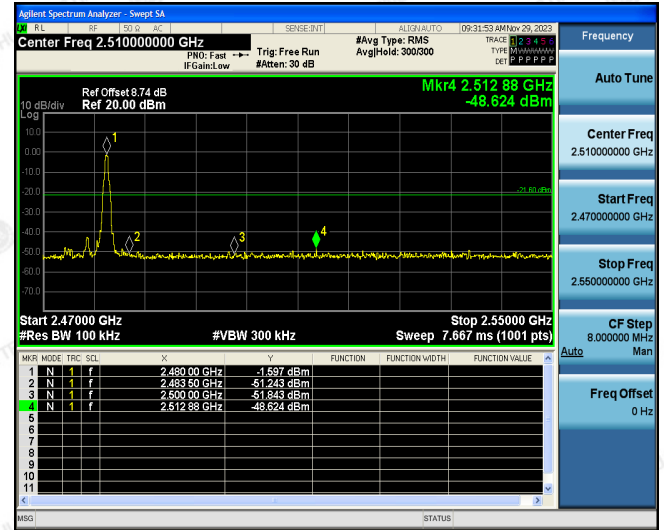 Agilent Spectrum Analyzer - Swept SA
RL RF 50 Ω AC SENSE:INT ALIGN AUTO 09:31:53 AM Nov 29, 2023
Center Freq 2.510000000 GHz
PNO: Fast
IFGain:Low
Trig: Free Run
#Atten: 30 dB
#Avg Type: RMS
Avg|Hold: 300/300
TRACE 1 2 3 4 5 6
TYPE M
DET P P P P P P
Frequency
Ref Offset 8.74 dB
Ref 20.00 dBm
10 dB/div
Log
Mkr4 2.512 88 GHz
-48.624 dBm
10.0
0.00
-10.0
-20.0
-30.0
-40.0
-50.0
-60.0
-70.0
1
2
3
4
-21.60 dBm
Start 2.47000 GHz
Stop 2.55000 GHz
#Res BW 100 kHz
#VBW 300 kHz
Sweep 7.667 ms (1001 pts)
MKR MODE TRC SCL X Y FUNCTION FUNCTION WIDTH FUNCTION VALUE
1 N 1 f 2.480 00 GHz -1.597 dBm
2 N 1 f 2.483 50 GHz -51.243 dBm
3 N 1 f 2.500 00 GHz -51.843 dBm
4 N 1 f 2.512 88 GHz -48.624 dBm
5
6
7
8
9
10
11
MSG STATUS
Auto Tune
Center Freq
2.510000000 GHz
Start Freq
2.470000000 GHz
Stop Freq
2.550000000 GHz
CF Step
8.000000 MHz
Auto Man
Freq Offset
0 Hz